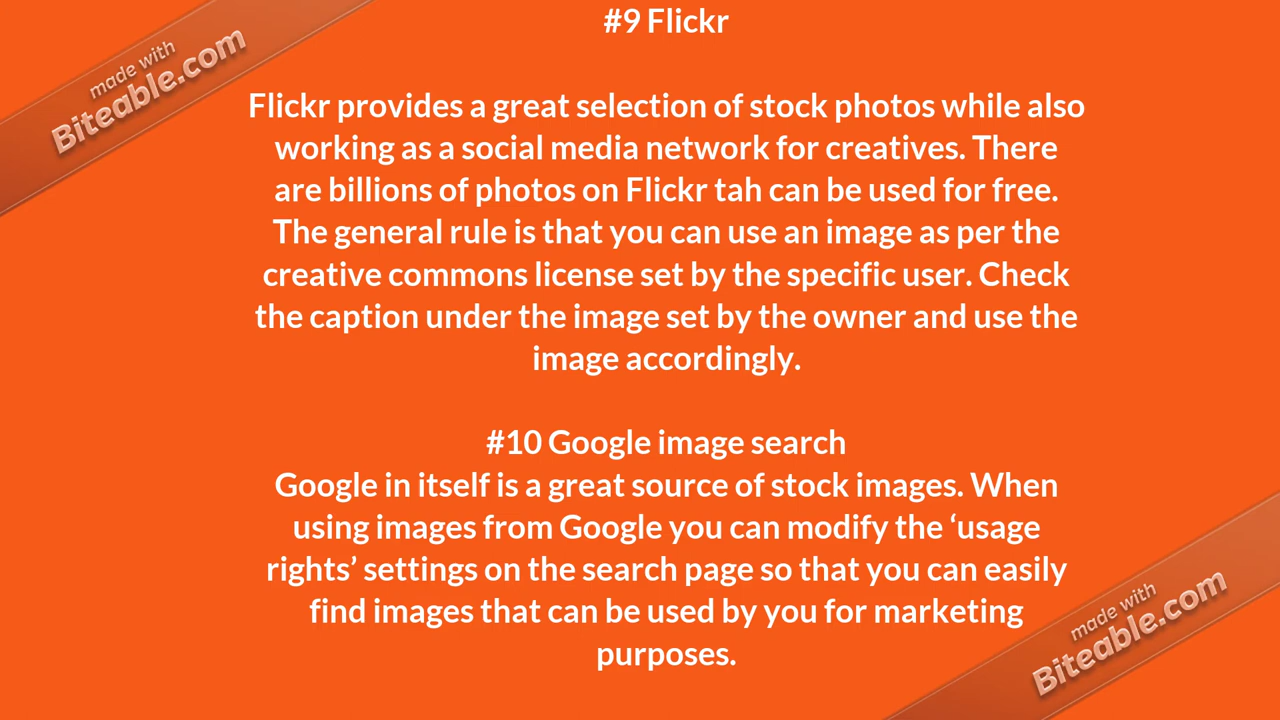 #9 Flickr
made with
Biteable.com
Flickr provides a great selection of stock photos while also
working as a social media network for creatives. There
are billions of photos on Flickr tah can be used for free.
The general rule is that you can use an image as per the
creative commons license set by the specific user. Check
the caption under the image set by the owner and use the
image accordingly.
#10 Google image search
Google in itself is a great source of stock images. When
using images from Google you can modify the ‘usage
rights’ settings on the search page so that you can easily
find images that can be used by you for marketing
purposes.
made with
Biteable.com